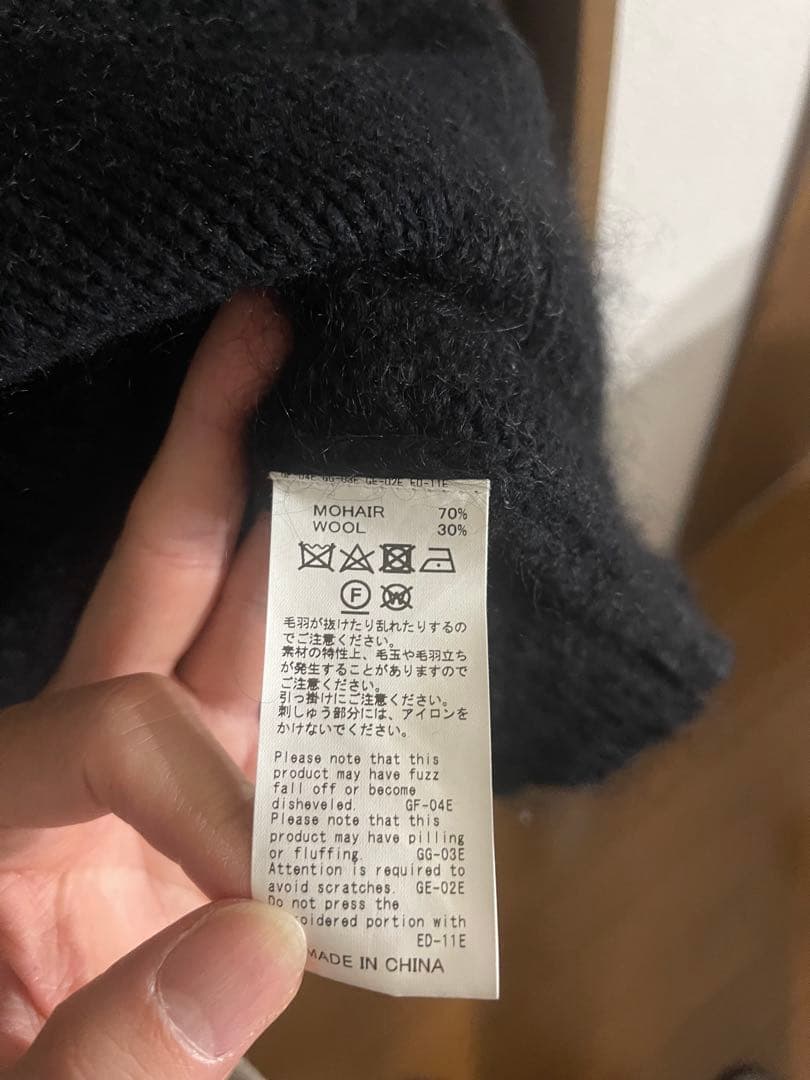 GF-04E GG-03E GE-02E ED-11E
MOHAIR 70%
WOOL 30%
F
W
毛羽が抜けたり乱れたりするの
でご注意ください。
素材の特性上、毛玉や毛羽立ち
が発生することがありますので
ご注意ください。
引っ掛けにご注意ください。
刺しゅう部分には、アイロンを
かけないでください。
Please note that this
product may have fuzz
fall off or become
disheveled. GF-04E
Please note that this
product may have pilling
or fluffing. GG-03E
Attention is required to
avoid scratches. GE-02E
Do not press the
portion with
ED-11E
MADE IN CHINA